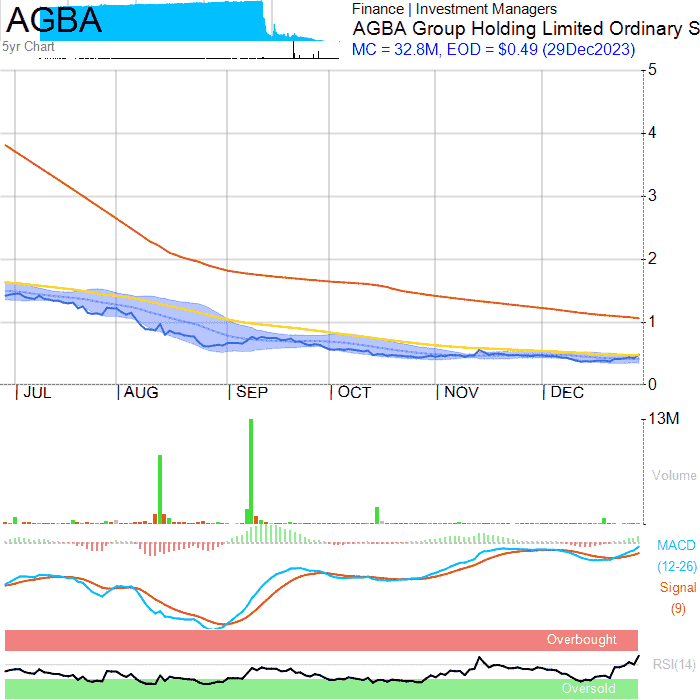 AGBA
5yr Chart
Finance | Investment Managers
AGBA Group Holding Limited Ordinary S
MC = 32.8M, EOD = $0.49 (29Dec2023)
5
4
3
2
1
0
JUL AUG SEP OCT NOV DEC
13M
Volume
MACD
(12-26)
Signal
(9)
Overbought
RSI(14)
Oversold